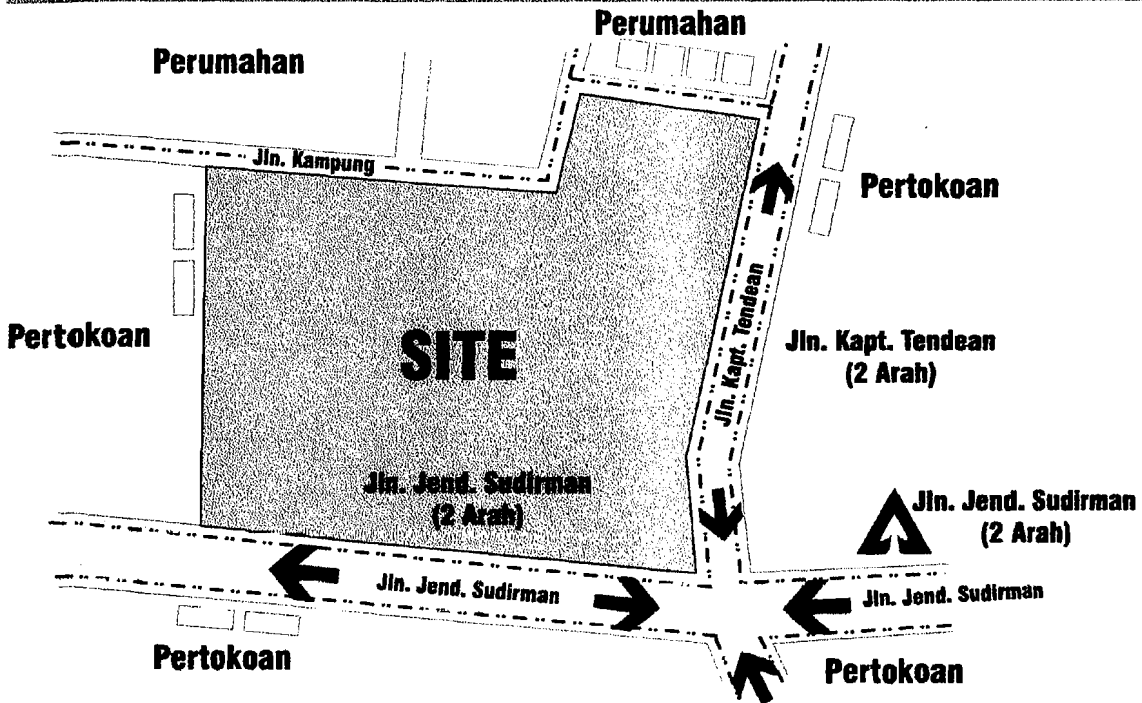 Perumahan
Perumahan
Jln. Kampung
Pertokoan
Pertokoan
SITE
Jln. Kapt. Tendean
Jln. Kapt. Tendean
(2 Arah)
Jln. Jend. Sudirman
(2 Arah)
Jln. Jend. Sudirman
(2 Arah)
Jln. Jend. Sudirman
Jln. Jend. Sudirman
Pertokoan
Pertokoan